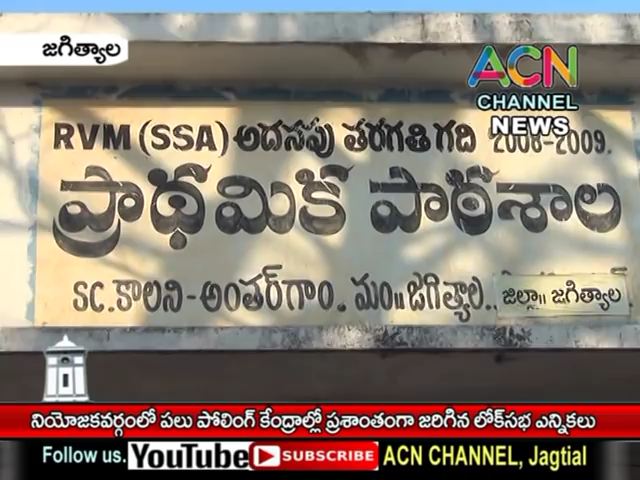 జగిత్యాల
ACN
CHANNEL
NEWS
RVM (SSA) అదనపు తరగతి గది 2008-2009.
ప్రాథమిక పాఠశాల
SC. కాలని - అంతర్‌గాం. మం॥ జగిత్యాల. జిల్లా॥ జగిత్యాల
నియోజకవర్గంలో పలు పోలింగ్ కేంద్రాల్లో ప్రశాంతంగా జరిగిన లోక్‌సభ ఎన్నికలు
Follow us. YouTube SUBSCRIBE ACN CHANNEL, Jagtial